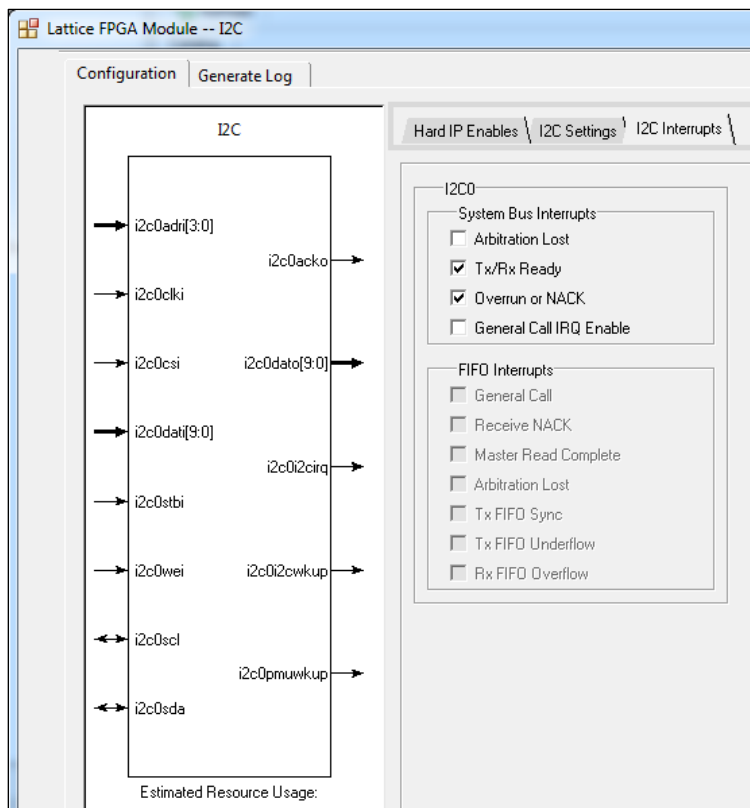 Lattice FPGA Module -- I2C
Configuration
Generate Log
I2C
i2c0adri[3:0]
i2c0acko
i2c0clki
i2c0csi
i2c0dato[9:0]
i2c0dati[9:0]
i2c0i2cirq
i2c0stbi
i2c0wei
i2c0i2cwkup
i2c0scl
i2c0pmuwkup
i2c0sda
Estimated Resource Usage:
Hard IP Enables
I2C Settings
I2C Interrupts
I2C0
System Bus Interrupts
Arbitration Lost
Tx/Rx Ready
Overrun or NACK
General Call IRQ Enable
FIFO Interrupts
General Call
Receive NACK
Master Read Complete
Arbitration Lost
Tx FIFO Sync
Tx FIFO Underflow
Rx FIFO Overflow